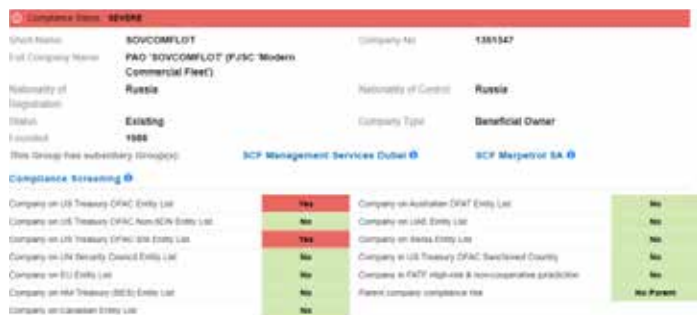 Compliance Status SEVERE
Short Name SOVCOMFLOT Company No 1351347
Full Company Name PAO 'SOVCOMFLOT' (PJSC 'Modern Commercial Fleet')
Nationality of Registration Russia Nationality of Control Russia
Status Existing Company Type Beneficial Owner
Founded 1988
This Group has subsidiary Group(s): SCF Management Services Dubai SCF Marpetrol SA
Compliance Screening
Company on US Treasury OFAC Entity List Yes Company on Australian DFAT Entity List No
Company on US Treasury OFAC Non-SDN Entity List No Company on UAE Entity List No
Company on US Treasury OFAC SSI Entity List Yes Company on Swiss Entity List No
Company on UN Security Council Entity List No Company in US Treasury OFAC Sanctioned Country No
Company on EU Entity List No Company in FATF High-risk & non-cooperative jurisdiction No
Company on HM Treasury (BES) Entity List No Parent company compliance risk No Parent
Company on Canadian Entity List No